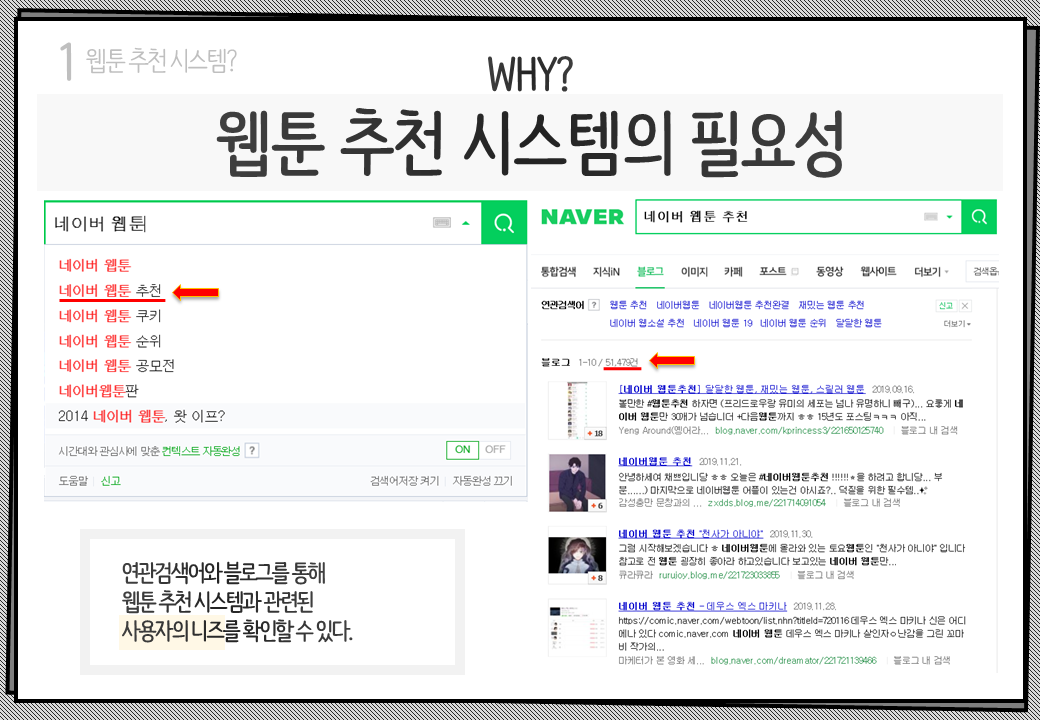 1 웹툰 추천 시스템?
WHY?
웹툰 추천 시스템의 필요성
네이버 웹툰
네이버 웹툰
네이버 웹툰 추천
네이버 웹툰 쿠키
네이버 웹툰 순위
네이버 웹툰 공모전
네이버웹툰판
2014 네이버 웹툰, 왓 이프?
시간대와 관심사에 맞춘 컨텍스트 자동완성 ?
ON OFF
도움말 신고
검색어저장 켜기 자동완성 끄기
연관검색어와 블로그를 통해
웹툰 추천 시스템과 관련된
사용자의 니즈를 확인할 수 있다.
NAVER 네이버 웹툰 추천
통합검색 지식iN 블로그 이미지 카페 포스트 동영상 웹사이트 더보기 검색옵
연관검색어 ? 웹툰 추천 네이버웹툰 네이버웹툰 추천완결 재밌는 웹툰 추천 신고 ×
네이버 웹소설 추천 네이버 웹툰 19 네이버 웹툰 순위 달달한 웹툰 더보기
블로그 1-10 / 51,479건
[네이버 웹툰추천] 달달한 웹툰, 재밌는 웹툰, 스릴러 웹툰 2019.09.16.
볼만한 #웹툰추천 하자면 (프리드로우랑 유미의 세포는 넘나 유명하니 빼구)... 요롷게 네
이버 웹툰만 30개가 넘습니더 +다음웹툰까지 ㅎㅎ 15년도 포스팅ㅋㅋㅋ 아직...
Yeng Around(옝어라... blog.naver.com/kprincess3/221650125740 블로그 내 검색
+18
네이버웹툰 추천 2019.11.21.
안녕하세여 채쁘입니당 ㅎㅎ 오늘은 #네이버웹툰추천 !!!!!!*을 하려고 합니당... 부
분......) 마지막으로 네이버웹툰 어플이 있는건 아시죠?.. 덕질을 위한 필수템..
감성충만 문창과의 ... zxdds.blog.me/221714091054 블로그 내 검색
+6
네이버웹툰 추천 "천사가 아니야" 2019.11.30.
그럼 시작해보겠습니다 ※ 네이버웹툰에 올라와 있는 토요웹툰인 "천사가 아니야" 입니다
참고로 전 웹툰 굉장히 좋아라 하고있습니다 보고있는 네이버 웹툰만...
큐라큐라 rurujoy.blog.me/221723033855 블로그 내 검색
+8
네이버 웹툰 추천 - 데우스 엑스 마키나 2019.11.28.
https://comic.naver.com/webtoon/list.nhn?titleId=720116 데우스 엑스 마키나 신은 어디
에나 있다 comic.naver.com 네이버 웹툰 데우스 엑스 마키나 살인자ㅇ난감을 그린 꼬마
비 작가의...
마케터가 본 영화 세... blog.naver.com/dreamator/221721139466 블로그 내 검색